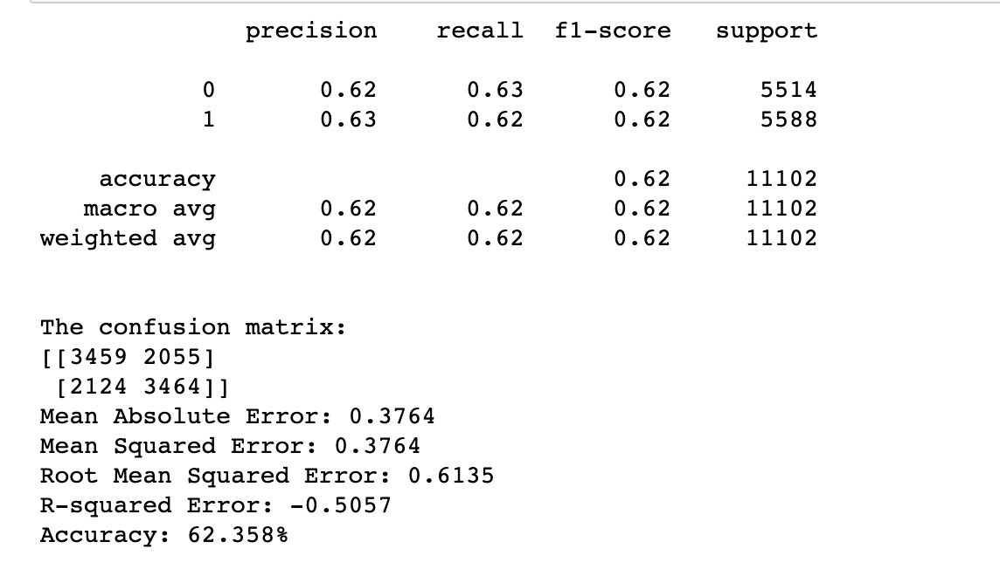 precision recall f1-score support
0 0.62 0.63 0.62 5514
1 0.63 0.62 0.62 5588
accuracy 0.62 11102
macro avg 0.62 0.62 0.62 11102
weighted avg 0.62 0.62 0.62 11102
The confusion matrix:
[[3459 2055]
[2124 3464]]
Mean Absolute Error: 0.3764
Mean Squared Error: 0.3764
Root Mean Squared Error: 0.6135
R-squared Error: -0.5057
Accuracy: 62.358%